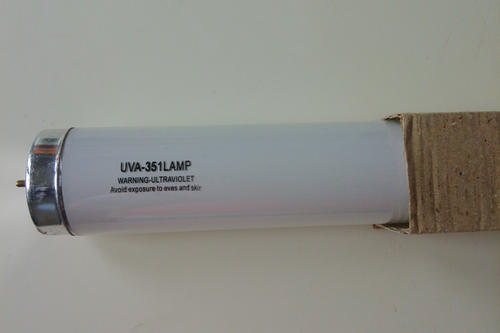 UVA-351LAMP
WARNING-ULTRAVIOLET
Avoid exposure to eyes and skin